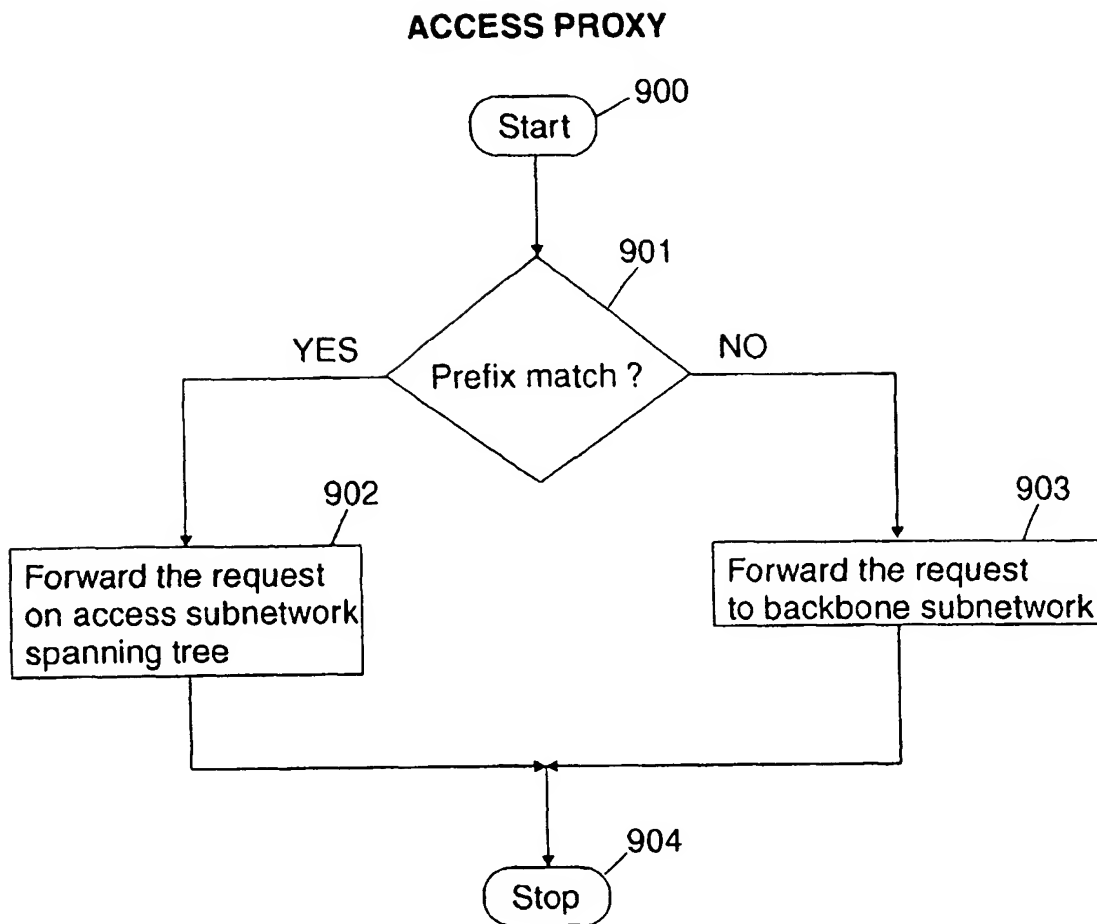 ACCESS PROXY
900
Start
901
YES
Prefix match ?
NO
902
903
Forward the request
on access subnetwork
spanning tree
Forward the request
to backbone subnetwork
904
Stop